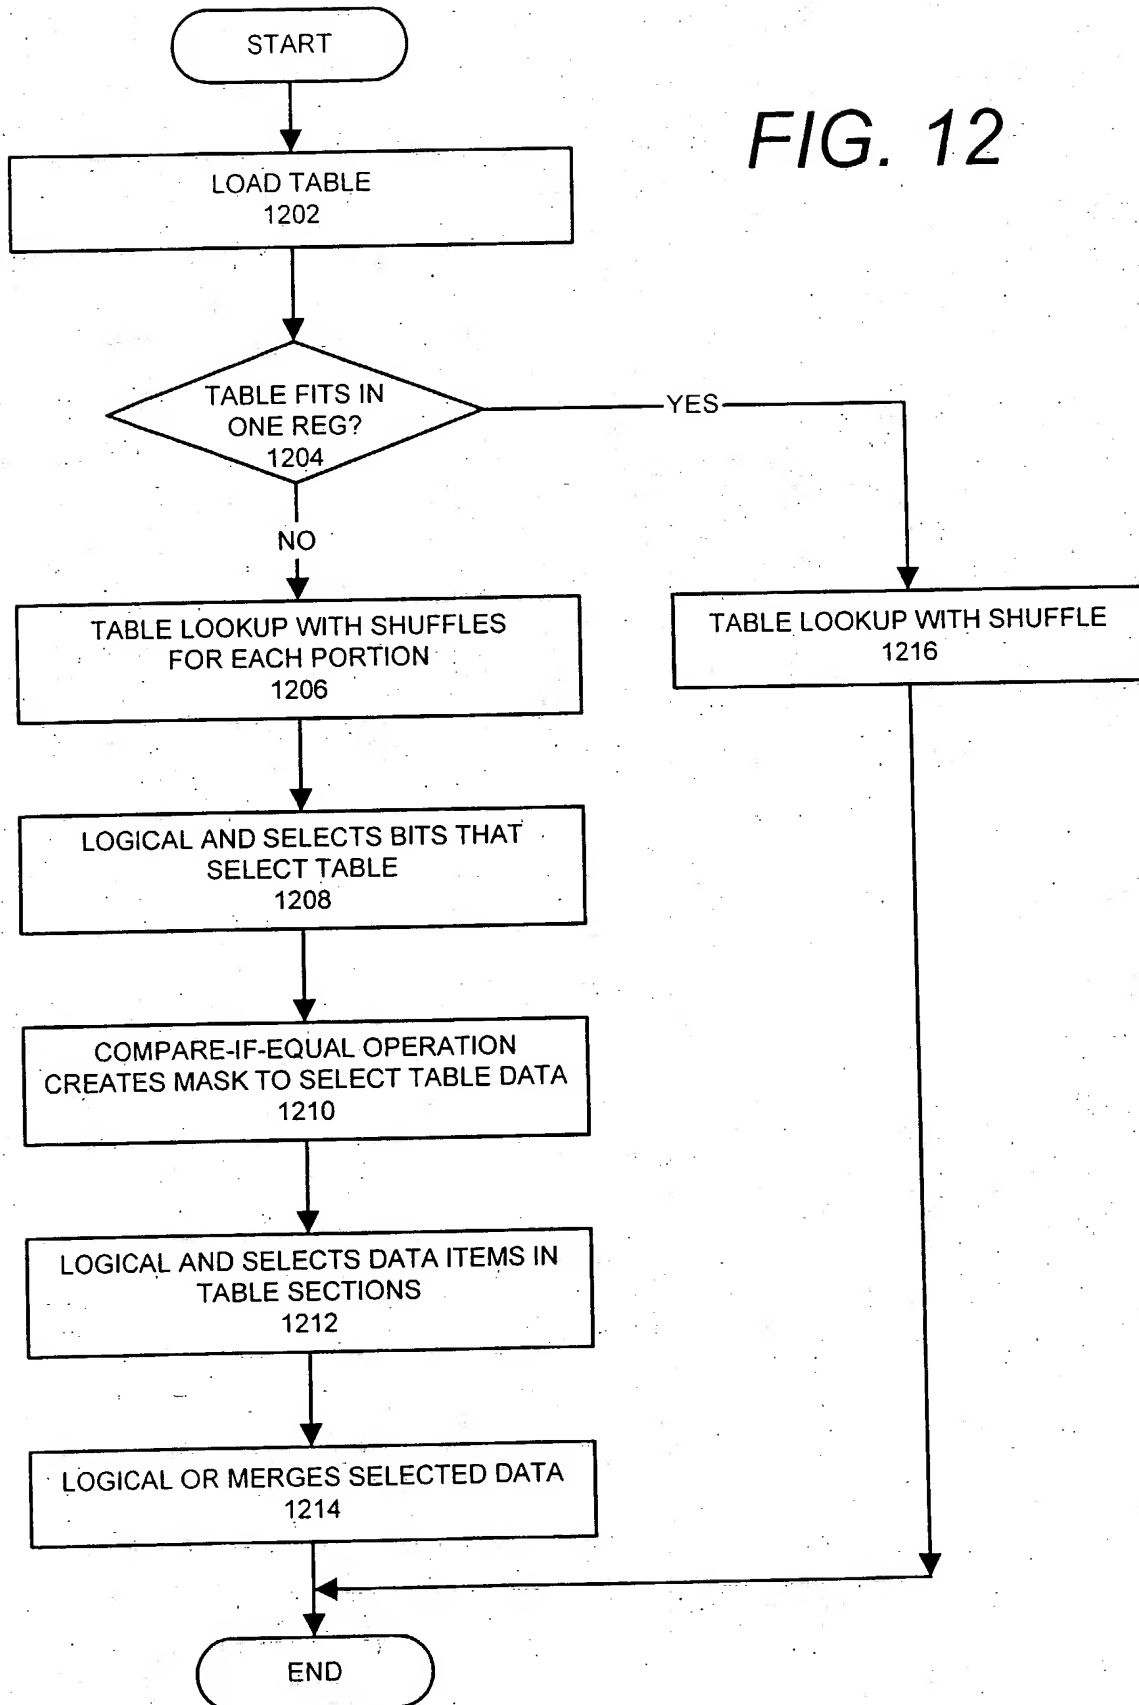 START
FIG. 12
LOAD TABLE
1202
TABLE FITS IN
ONE REG?
1204
YES
NO
TABLE LOOKUP WITH SHUFFLES
FOR EACH PORTION
1206
TABLE LOOKUP WITH SHUFFLE
1216
LOGICAL AND SELECTS BITS THAT
SELECT TABLE
1208
COMPARE-IF-EQUAL OPERATION
CREATES MASK TO SELECT TABLE DATA
1210
LOGICAL AND SELECTS DATA ITEMS IN
TABLE SECTIONS
1212
LOGICAL OR MERGES SELECTED DATA
1214
END